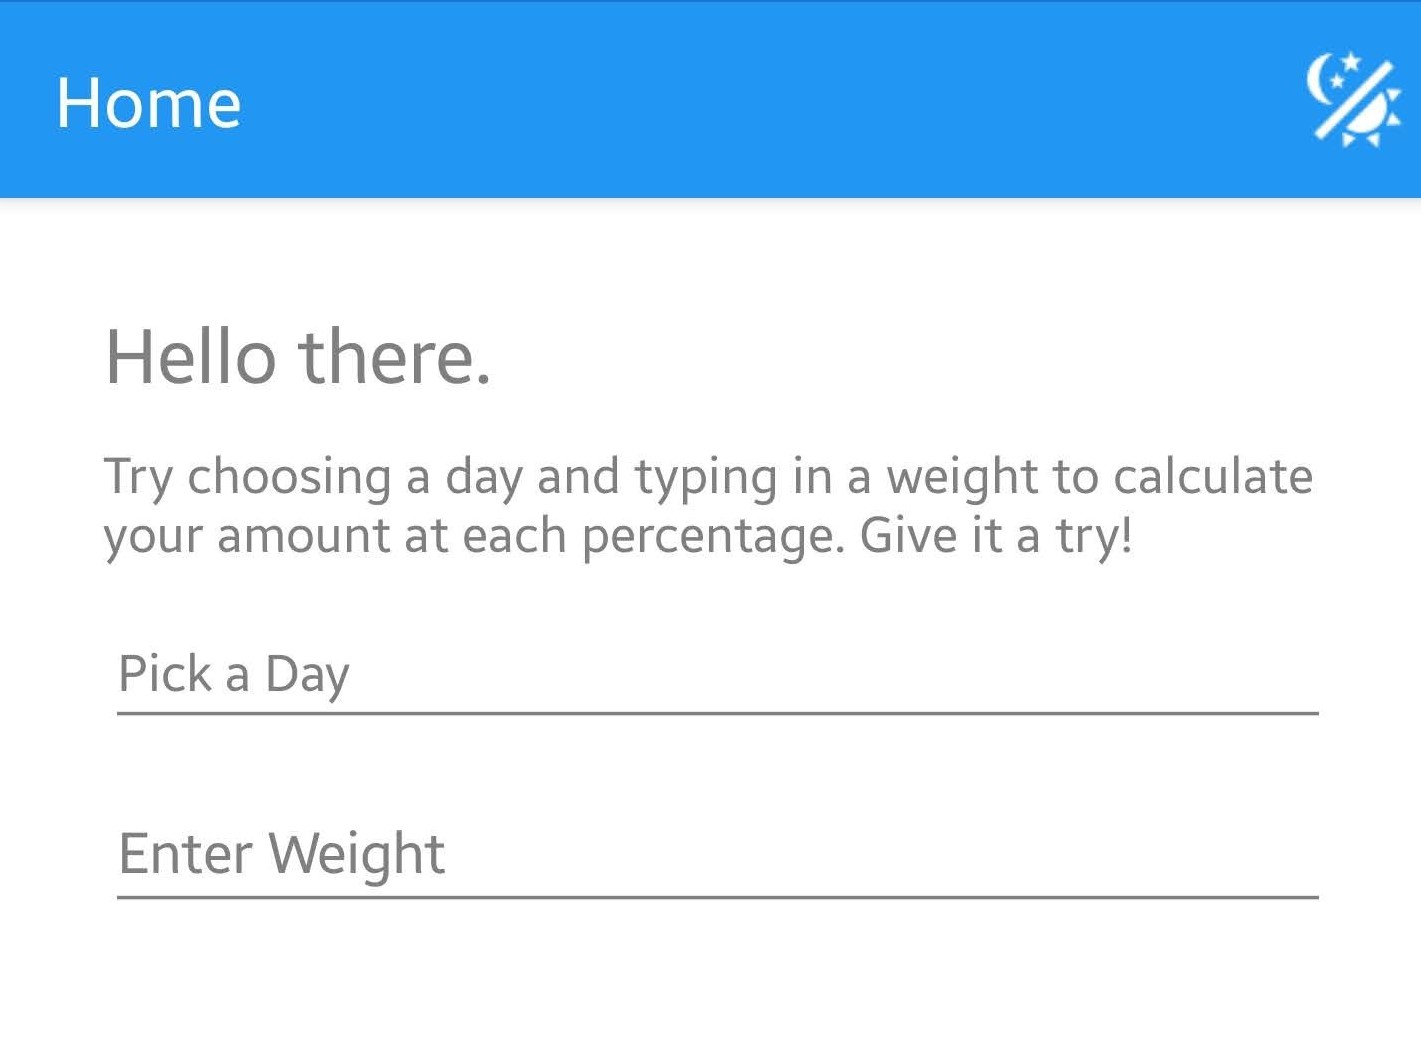 Home
Hello there.
Try choosing a day and typing in a weight to calculate
your amount at each percentage. Give it a try!
Pick a Day
Enter Weight